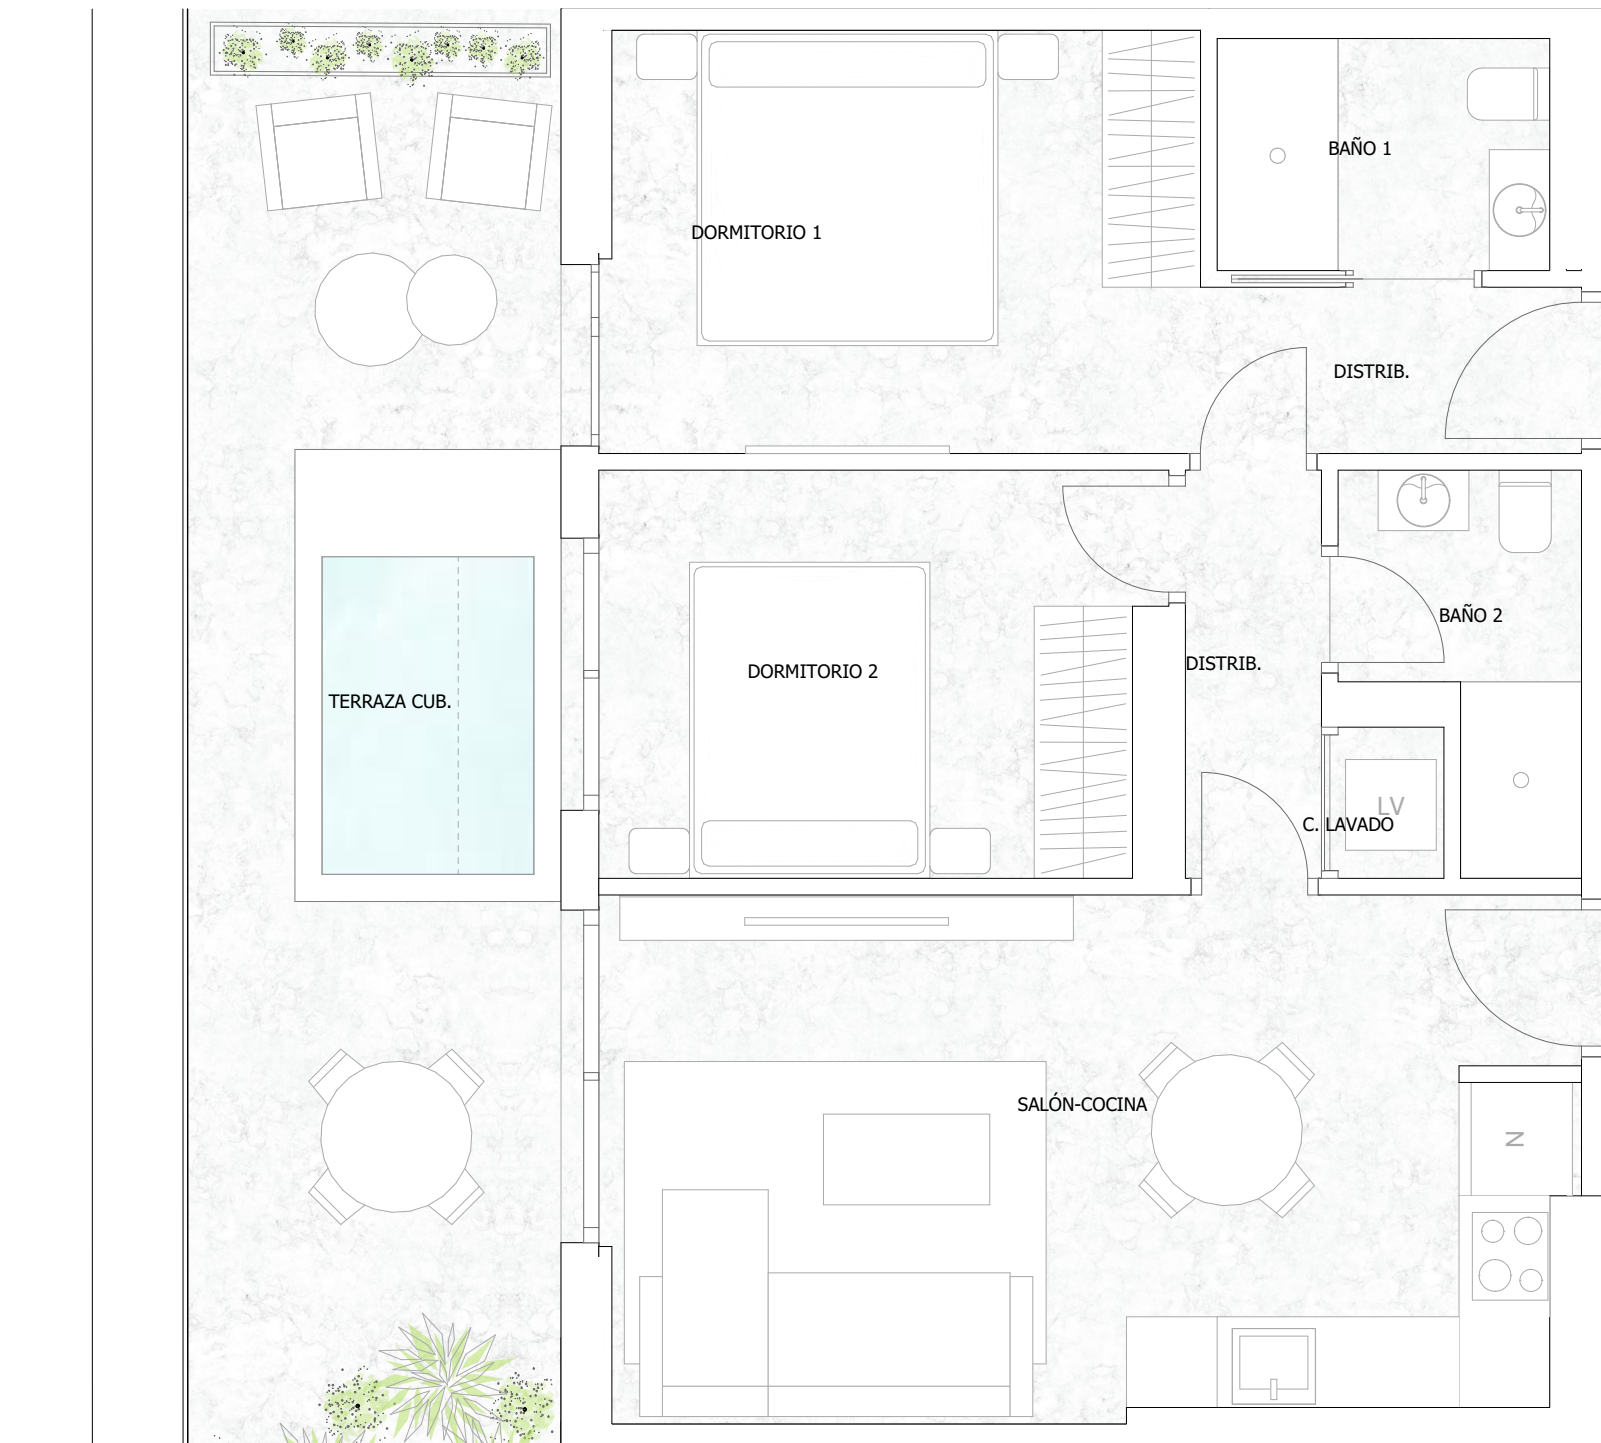 BAÑO 1
DORMITORIO 1
DISTRIB.
BAÑO 2
DISTRIB.
DORMITORIO 2
TERRAZA CUB.
LV
C. LAVADO
SALÓN-COCINA
N